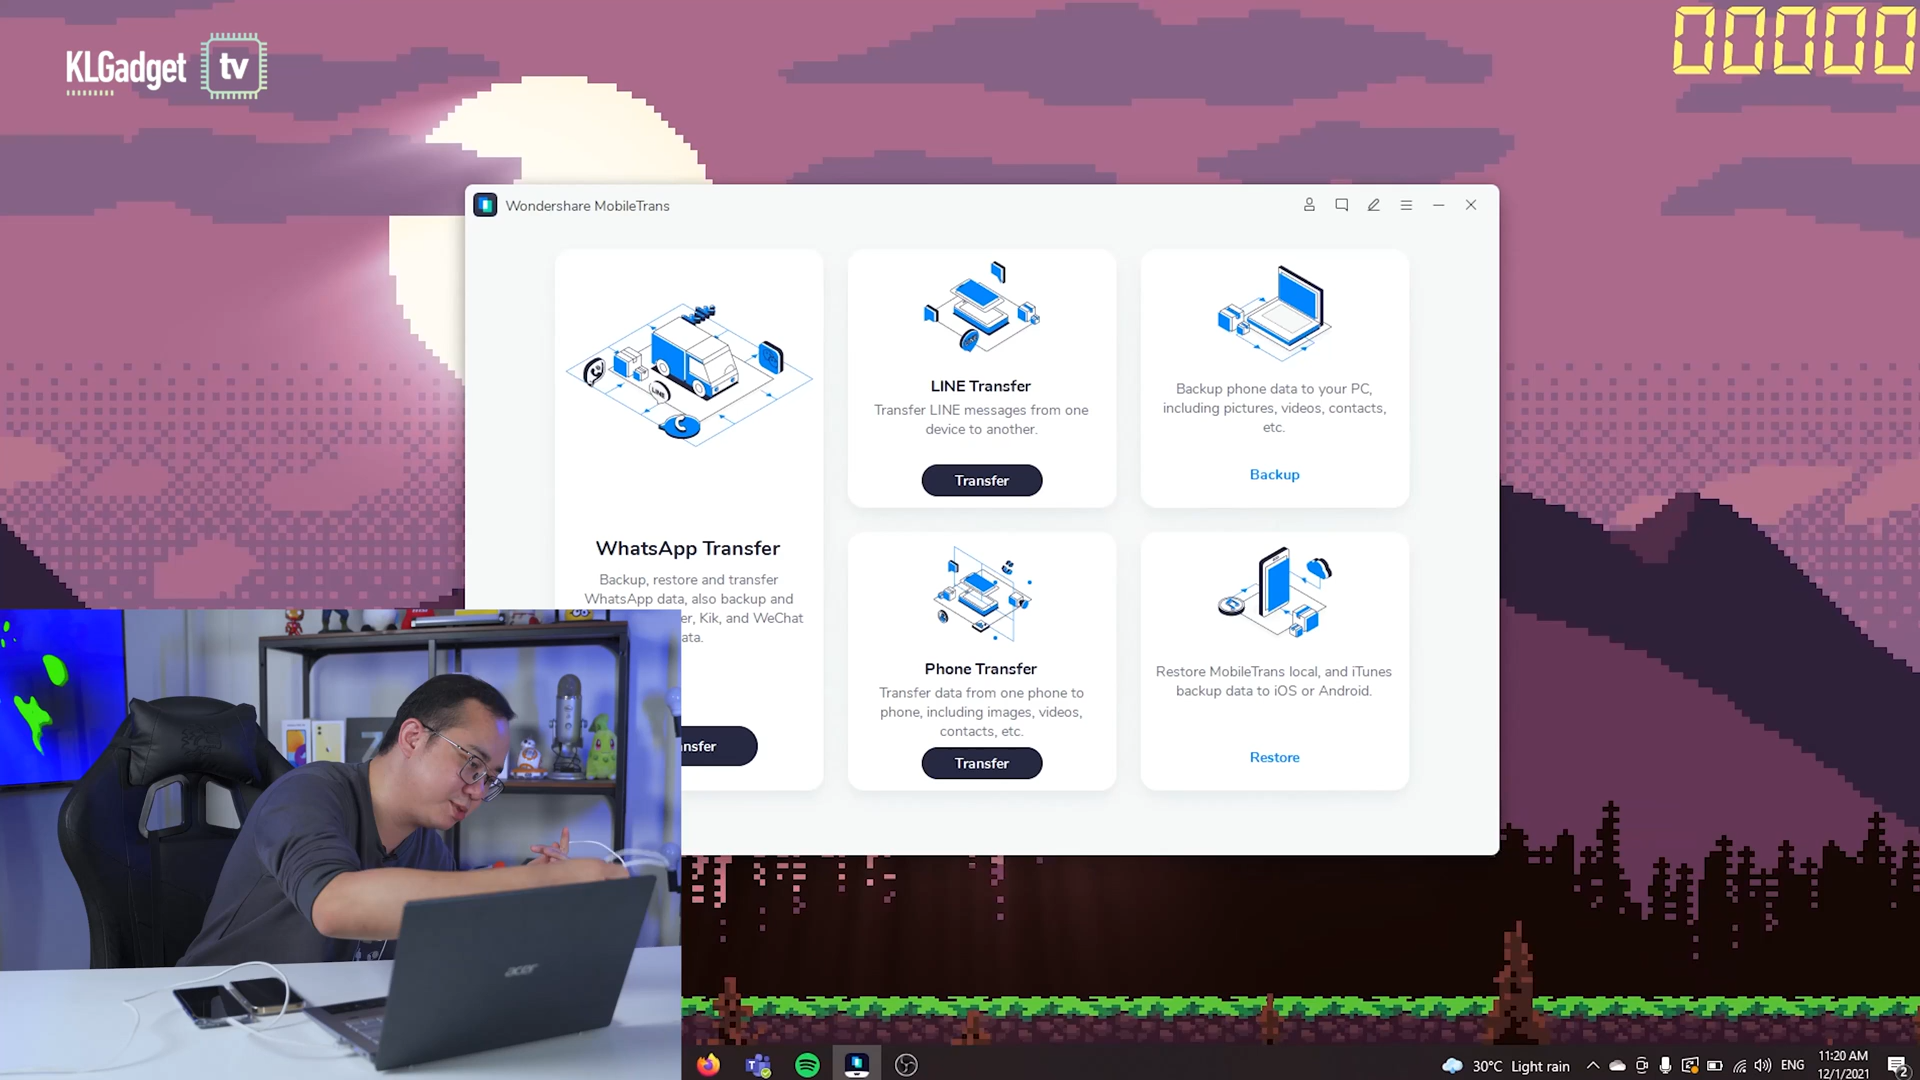 KLGadget tv
00000
Wondershare MobileTrans
WhatsApp Transfer
Backup, restore and transfer
WhatsApp data, also backup and
er, Kik, and WeChat
ata.
nsfer
LINE Transfer
Transfer LINE messages from one
device to another.
Transfer
Backup phone data to your PC,
including pictures, videos, contacts,
etc.
Backup
Phone Transfer
Transfer data from one phone to
phone, including images, videos,
contacts, etc.
Transfer
Restore MobileTrans local, and iTunes
backup data to iOS or Android.
Restore
acer
30°C Light rain
ENG
11:20 AM
12/1/2021
2